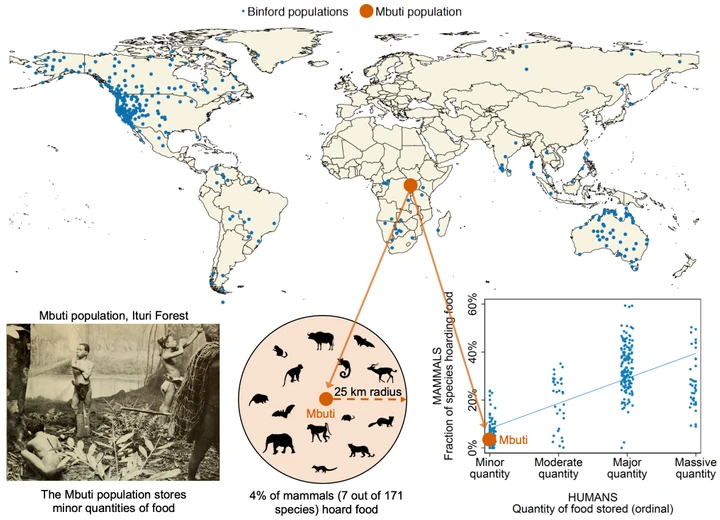 Binford populations
Mbuti population
Mbuti population, Ituri Forest
The Mbuti population stores
minor quantities of food
25 km radius
Mbuti
4% of mammals (7 out of 171
species) hoard food
MAMMALS
Fraction of species hoarding food
60%
40%
20%
0%
Mbuti
Minor
quantity
Moderate
quantity
Major
quantity
Massive
quantity
HUMANS
Quantity of food stored (ordinal)